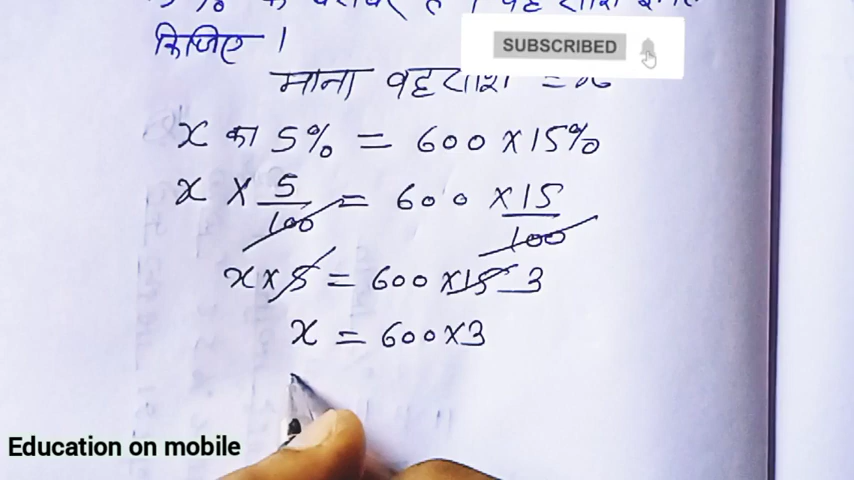 कीजिए ।
SUBSCRIBED
माना वह राशि = x
x का 5% = 600 × 15%
x × 5/100 = 600 × 15/100
x × 5 = 600 × 15 3
x = 600 × 3
Education on mobile